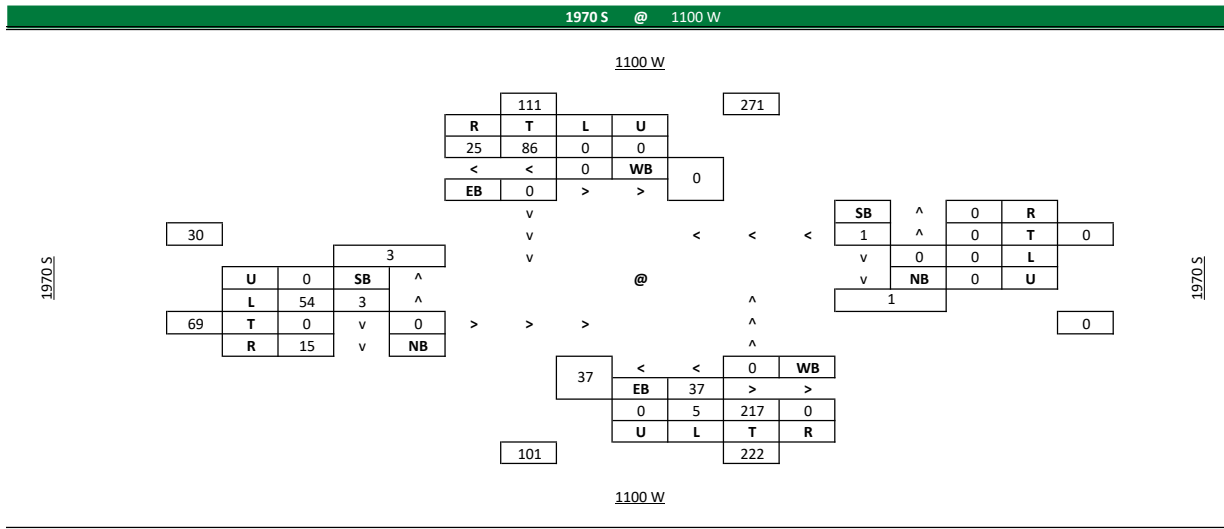 1970 S @ 1100 W
1100 W
111 271
R T L U
25 86 0 0
< < 0 WB 0
EB 0 > >
v SB ^ 0 R
30 v < < < 1 ^ 0 T 0
3 v v 0 0 L
U 0 SB ^ @ v NB 0 U
L 54 3 ^ ^ 1
69 T 0 v 0 > > > ^ 0
R 15 v NB ^
37 < < 0 WB
EB 37 > >
0 5 217 0
U L T R
101 222
1100 W
1970 S
1970 S